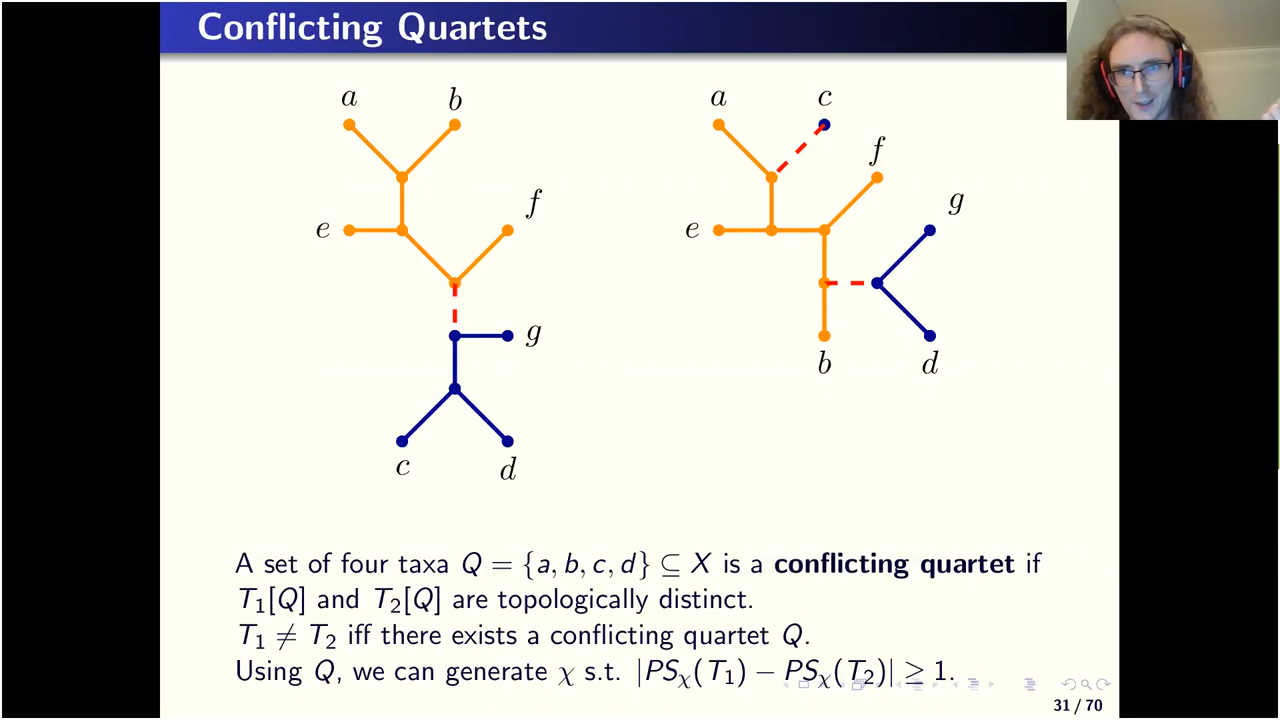 Conflicting Quartets
a
b
e
f
g
c
d
a
c
f
e
g
b
d
A set of four taxa Q = {a, b, c, d} ⊆ X is a conflicting quartet if
T₁[Q] and T₂[Q] are topologically distinct.
T₁ ≠ T₂ iff there exists a conflicting quartet Q.
Using Q, we can generate χ s.t. |PSχ(T₁) − PSχ(T₂)| ≥ 1.
31 / 70